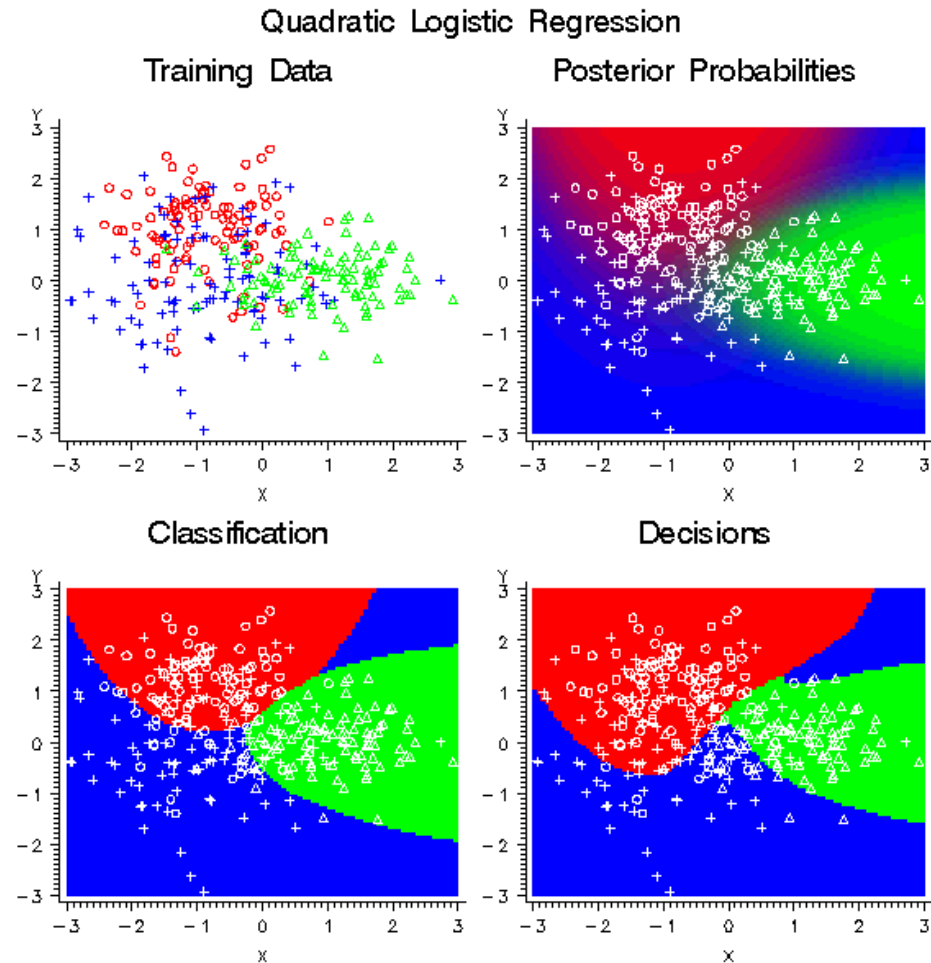 Quadratic Logistic Regression
Training Data
Posterior Probabilities
Y
3
2
1
0
-1
-2
-3
-3 -2 -1 0 1 2 3
X
Y
3
2
1
0
-1
-2
-3
-3 -2 -1 0 1 2 3
X
Classification
Decisions
Y
3
2
1
0
-1
-2
-3
-3 -2 -1 0 1 2 3
X
Y
3
2
1
0
-1
-2
-3
-3 -2 -1 0 1 2 3
X